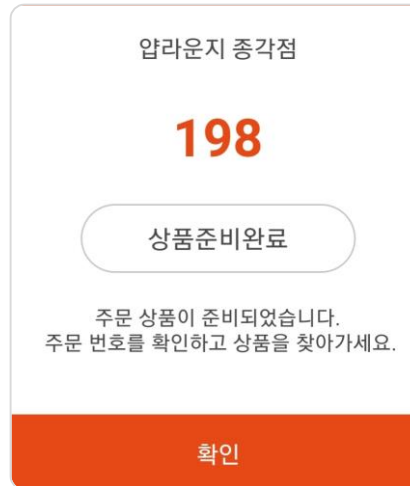 얍라운지 종각점
198
상품준비완료
주문 상품이 준비되었습니다.
주문 번호를 확인하고 상품을 찾아가세요.
확인